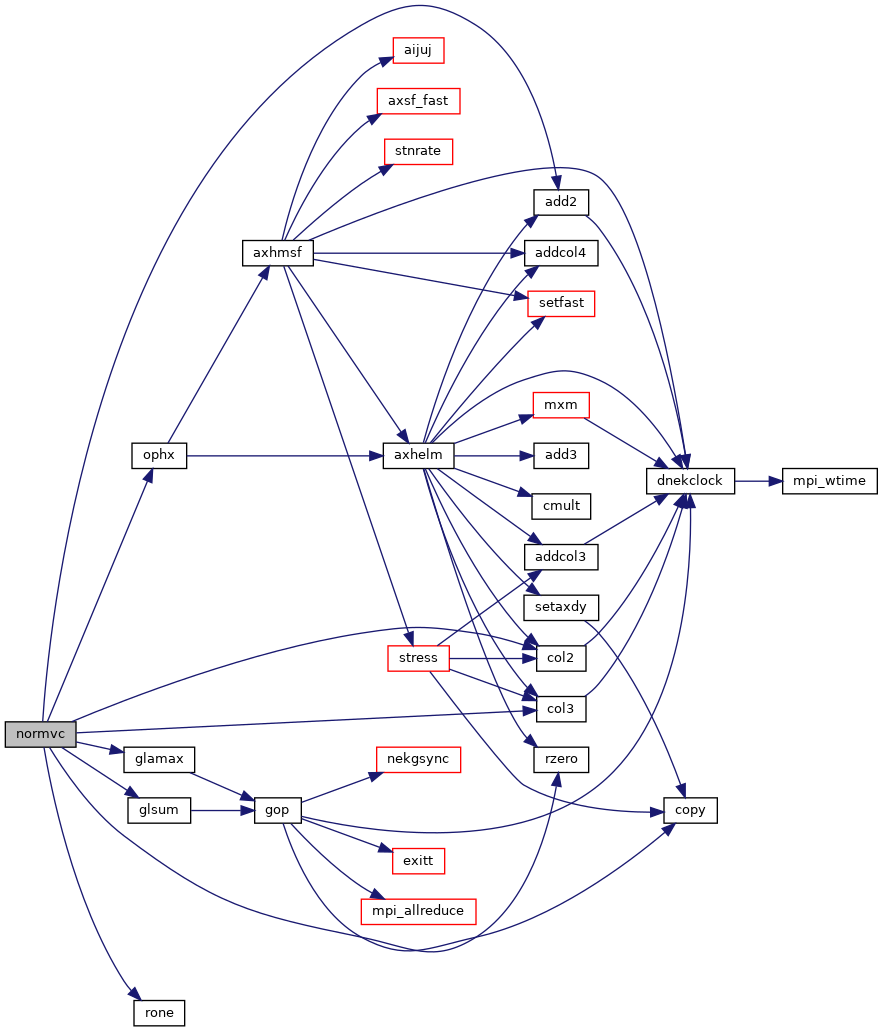 aijuj
axsf_fast
stnrate
add2
axhmsf
addcol4
setfast
mxm
ophx
axhelm
add3
dnekclock
mpi_wtime
cmult
addcol3
setaxdy
stress
col2
col3
normvc
glamax
nekgsync
rzero
glsum
gop
copy
exitt
mpi_allreduce
rone